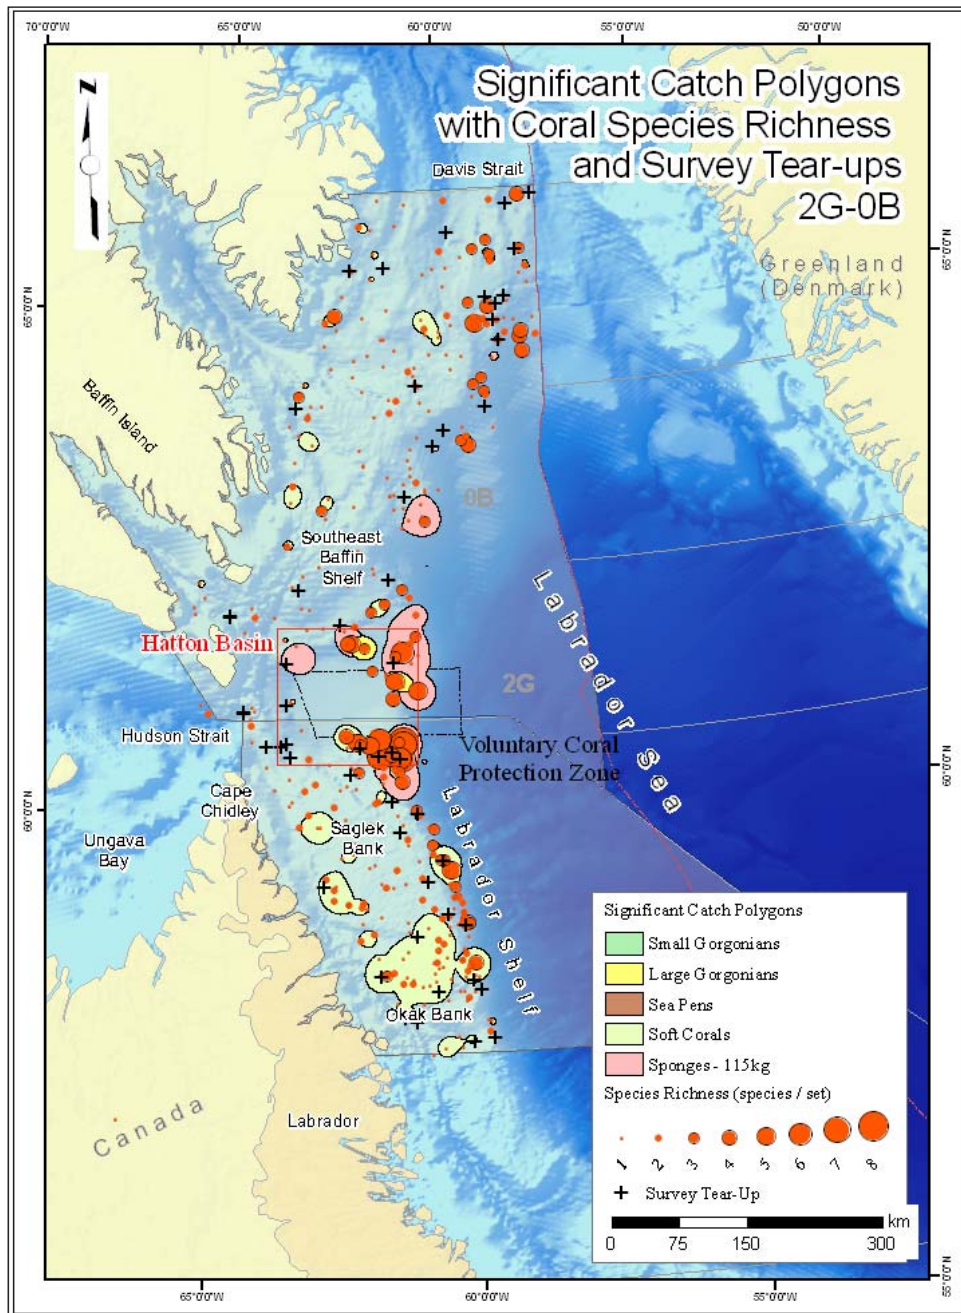 70°0'0"W
65°0'0"W
60°0'0"W
55°0'0"W
50°0'0"W
Significant Catch Polygons
with Coral Species Richness
and Survey Tear-ups
2G-0B
N
Davis Strait
65°0'0"N
65°0'0"N
Greenland
(Denmark)
Baffin Island
0B
Southeast
Baffin
Shelf
Labrador Sea
Hatton Basin
2G
Hudson Strait
Voluntary Coral
Protection Zone
60°0'0"N
60°0'0"N
Cape
Chidley
Ungava
Bay
Saglek
Bank
Labrador Shelf
Okak Bank
Canada
Labrador
Significant Catch Polygons
Small Gorgonians
Large Gorgonians
Sea Pens
Soft Corals
Sponges - 115kg
Species Richness (species / set)
1 2 3 4 5 6 7 8
Survey Tear-Up
km
0 75 150 300
55°0'0"N
65°0'0"W
60°0'0"W
55°0'0"W